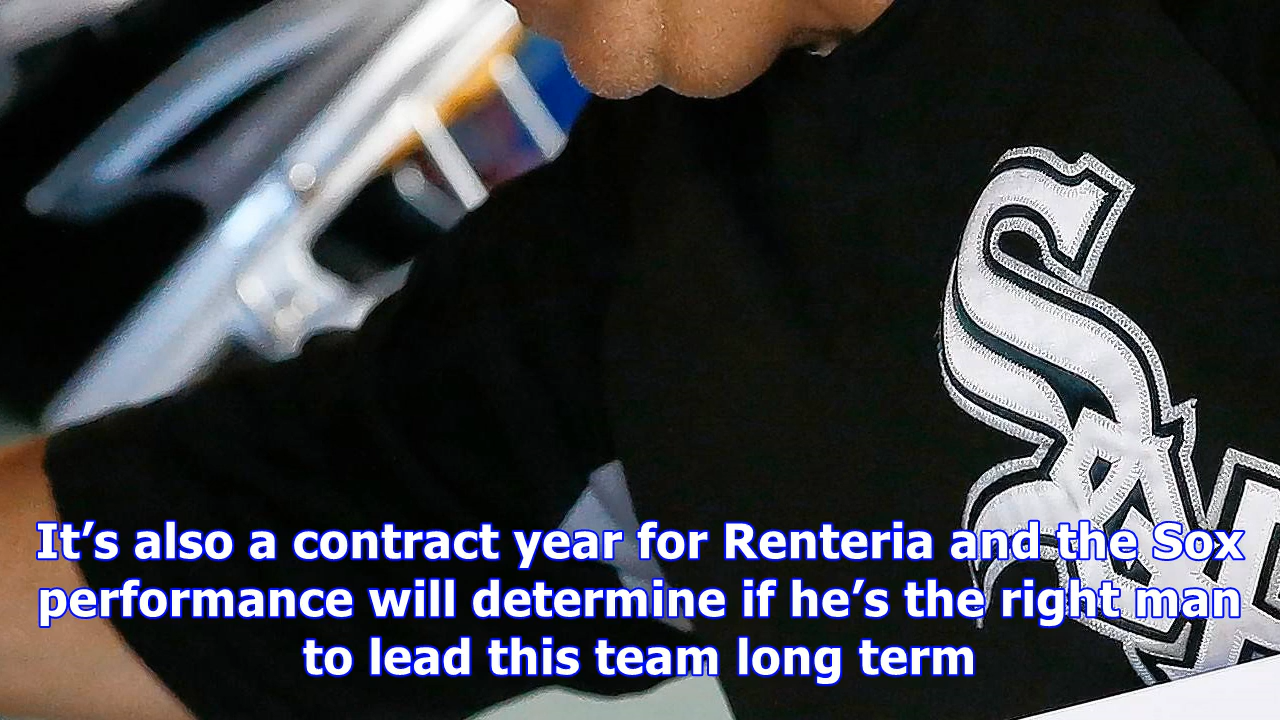 Sox
It’s also a contract year for Renteria and the Sox
performance will determine if he’s the right man
to lead this team long term